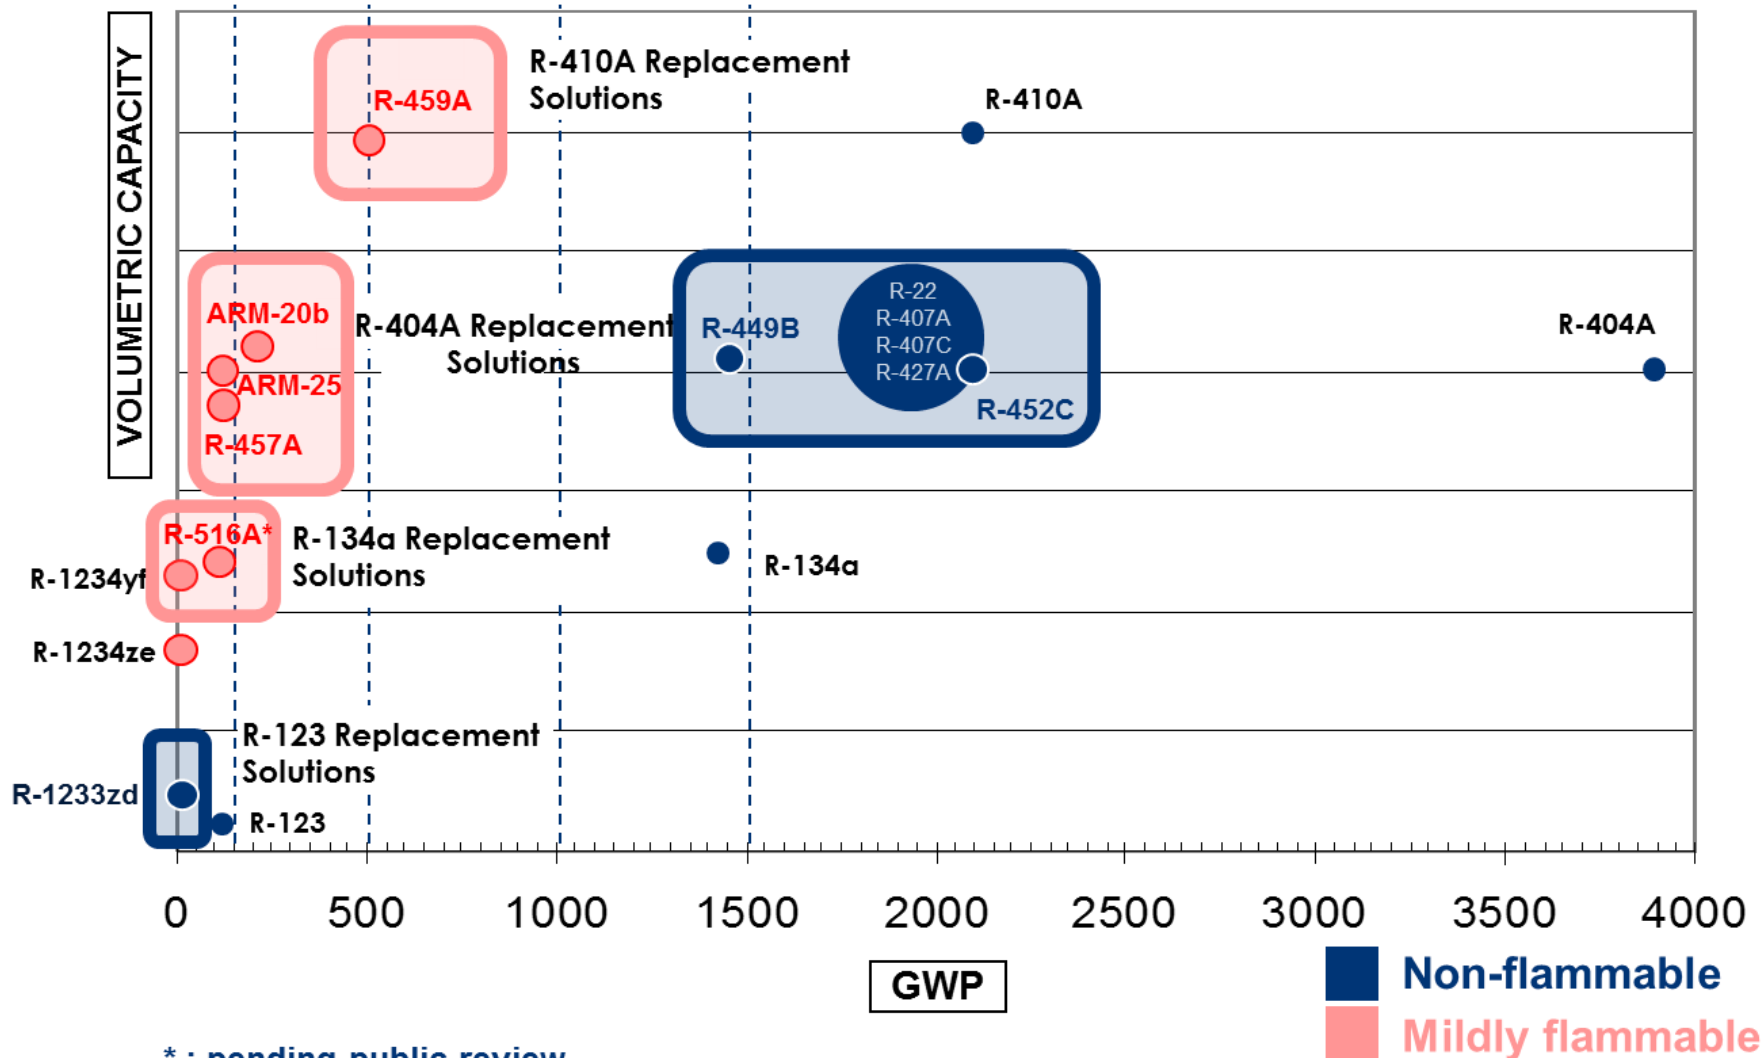 VOLUMETRIC CAPACITY
R-410A Replacement
Solutions
R-459A
R-410A
ARM-20b
ARM-25
R-457A
R-404A Replacement
Solutions
R-449B
R-22
R-407A
R-407C
R-427A
R-452C
R-404A
R-516A*
R-1234yf
R-134a Replacement
Solutions
R-134a
R-1234ze
R-123 Replacement
Solutions
R-1233zd
R-123
0 500 1000 1500 2000 2500 3000 3500 4000
GWP
Non-flammable
Mildly flammable
* : pending public review